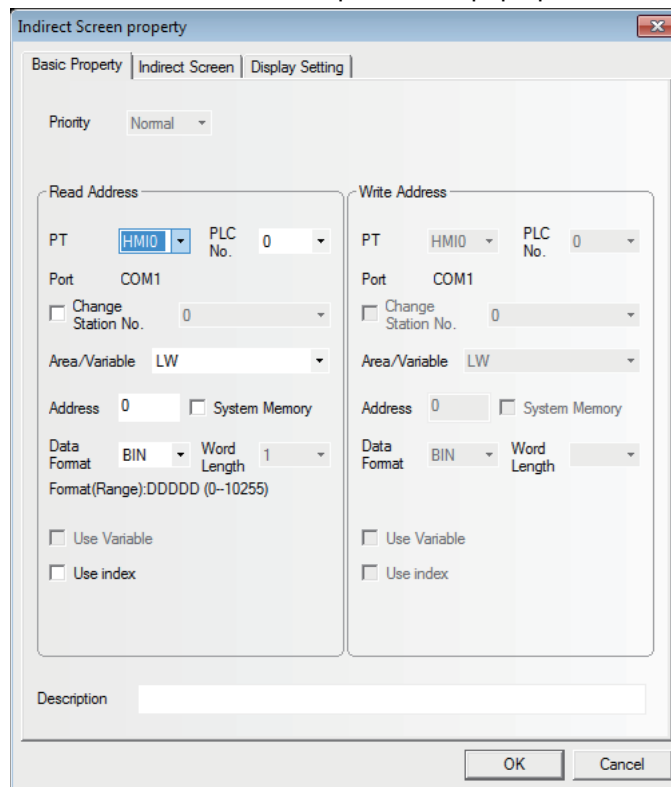 Indirect Screen property
Basic Property Indirect Screen Display Setting
Priority Normal
Read Address
PT HMI0 PLC No. 0
Port COM1
Change Station No. 0
Area/Variable LW
Address 0 System Memory
Data Format BIN Word Length 1
Format(Range):DDDDD (0--10255)
Use Variable
Use index
Write Address
PT HMI0 PLC No. 0
Port COM1
Change Station No. 0
Area/Variable LW
Address 0 System Memory
Data Format BIN Word Length
Use Variable
Use index
Description
OK Cancel